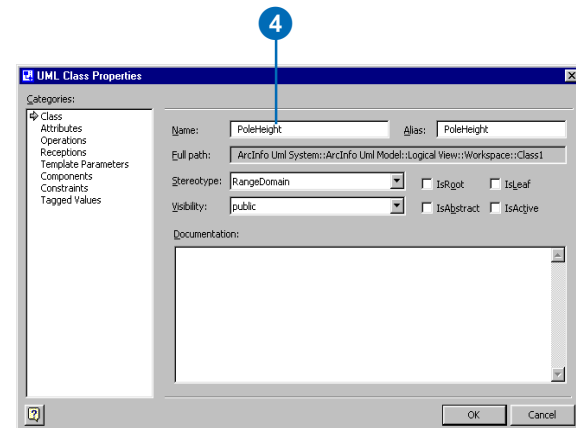 4
UML Class Properties
Categories:
Class
Attributes
Operations
Receptions
Template Parameters
Components
Constraints
Tagged Values
Name: PoleHeight Alias: PoleHeight
Full path: ArcInfo Uml System::ArcInfo Uml Model::Logical View::Workspace::Class1
Stereotype: RangeDomain IsRoot IsLeaf
Visibility: public IsAbstract IsActive
Documentation:
?
OK Cancel